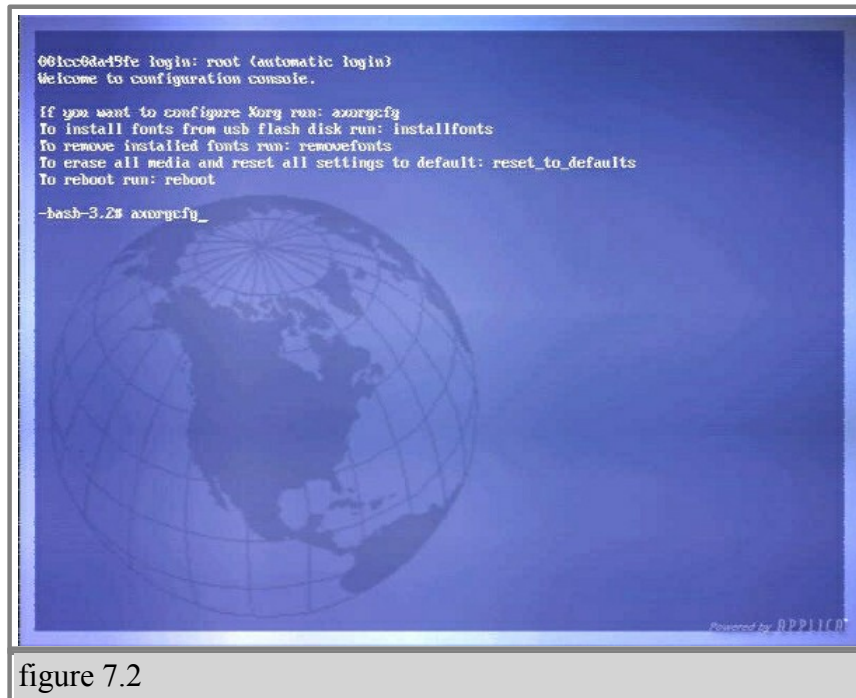 001cc0da45fe login: root (automatic login)
Welcome to configuration console.
If you want to configure Xorg run: axorgcfg
To install fonts from usb flash disk run: installfonts
To remove installed fonts run: removefonts
To erase all media and reset all settings to default: reset_to_defaults
To reboot run: reboot
-bash-3.2# axorgcfg_
Powered by APPLICA
figure 7.2